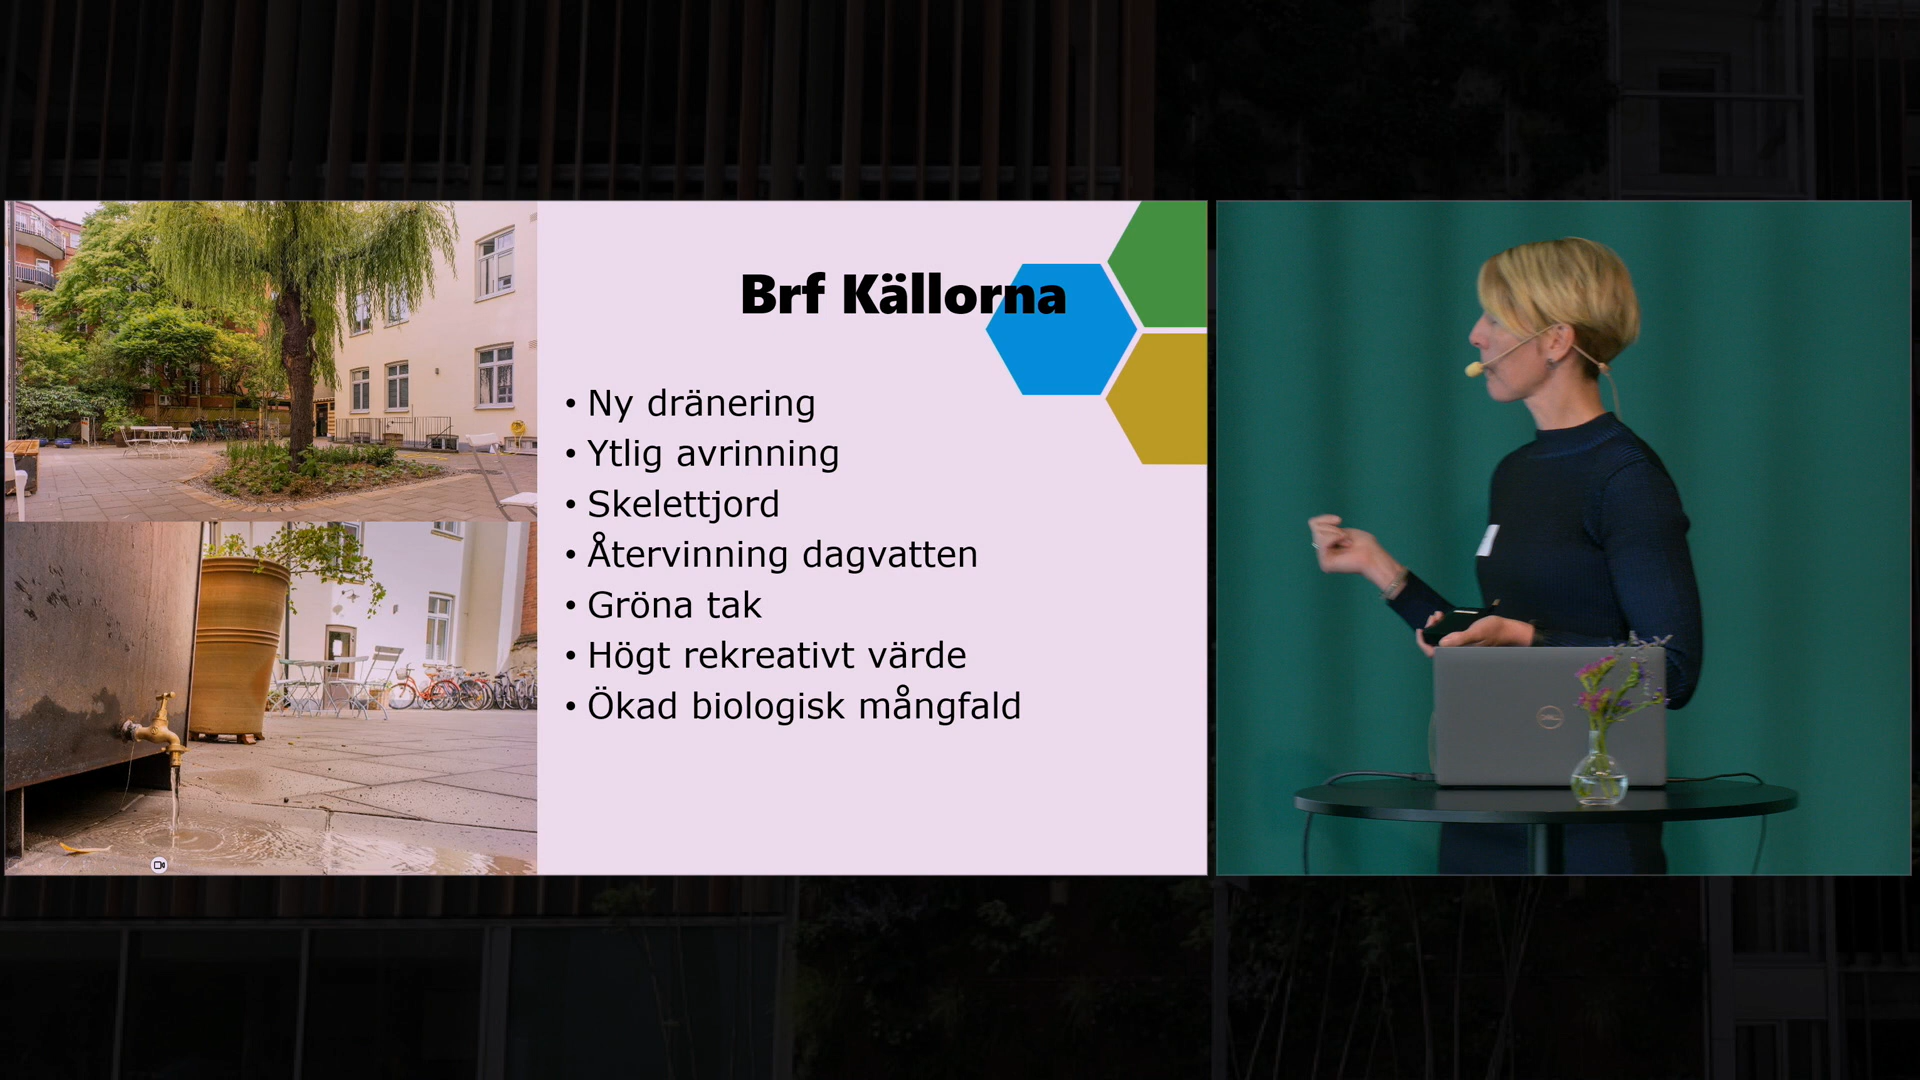 Brf Källorna
• Ny dränering
• Ytlig avrinning
• Skelettjord
• Återvinning dagvatten
• Gröna tak
• Högt rekreativt värde
• Ökad biologisk mångfald